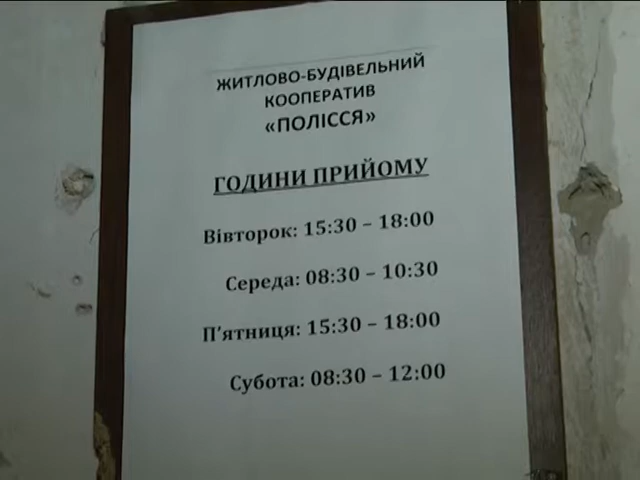 ЖИТЛОВО-БУДІВЕЛЬНИЙ
КООПЕРАТИВ
«ПОЛІССЯ»
ГОДИНИ ПРИЙОМУ
Вівторок: 15:30 – 18:00
Середа: 08:30 – 10:30
П’ятниця: 15:30 – 18:00
Субота: 08:30 – 12:00